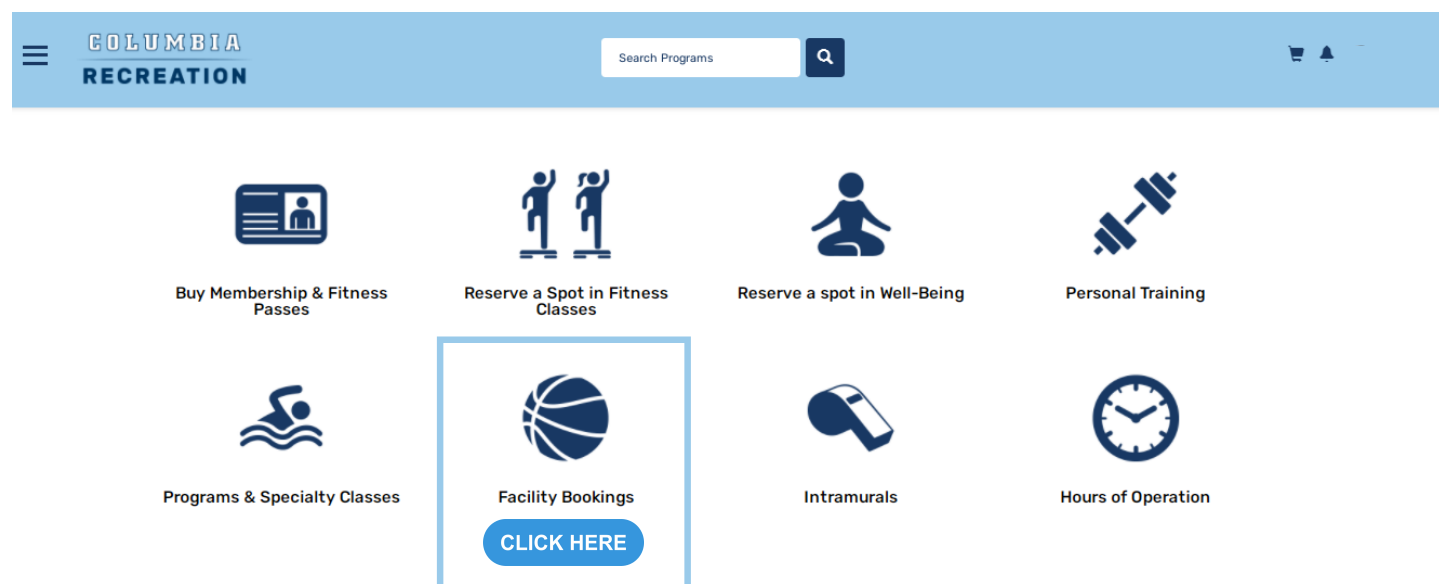 COLUMBIA
RECREATION
Search Programs
Buy Membership & Fitness
Passes
Reserve a Spot in Fitness
Classes
Reserve a spot in Well-Being
Personal Training
Programs & Specialty Classes
Facility Bookings
CLICK HERE
Intramurals
Hours of Operation